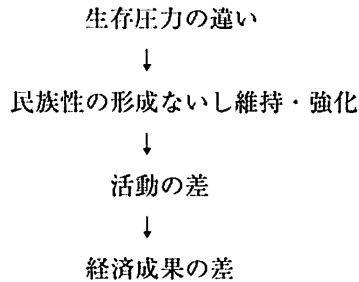 生存圧力の違い
↓
民族性の形成ないし維持・強化
↓
活動の差
↓
経済成果の差